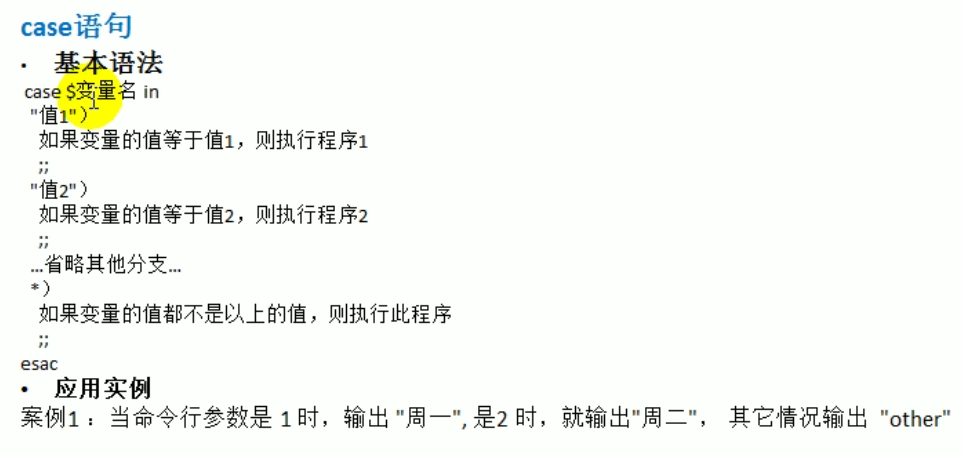 case语句
• 基本语法
case $变量名 in
"值1"）
如果变量的值等于值1，则执行程序1
;;
"值2"）
如果变量的值等于值2，则执行程序2
;;
…省略其他分支…
*）
如果变量的值都不是以上的值，则执行此程序
;;
esac
• 应用实例
案例1 ：当命令行参数是 1 时，输出 "周一", 是2 时，就输出"周二"， 其它情况输出 "other"